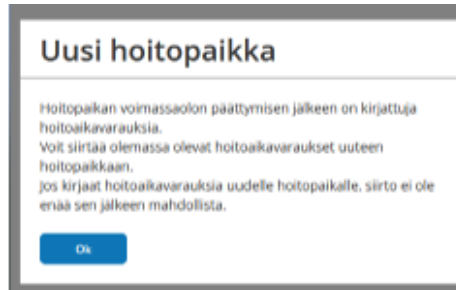 Uusi hoitopaikka
Hoitopaikan voimassaolon päättymisen jälkeen on kirjattuja
hoitoaikavarauksia.
Voit siirtää olemassa olevat hoitoaikavaraukset uuteen
hoitopaikkaan.
Jos kirjaat hoitoaikavarauksia uudelle hoitopaikalle, siirto ei ole
enää sen jälkeen mahdollista.
Ok